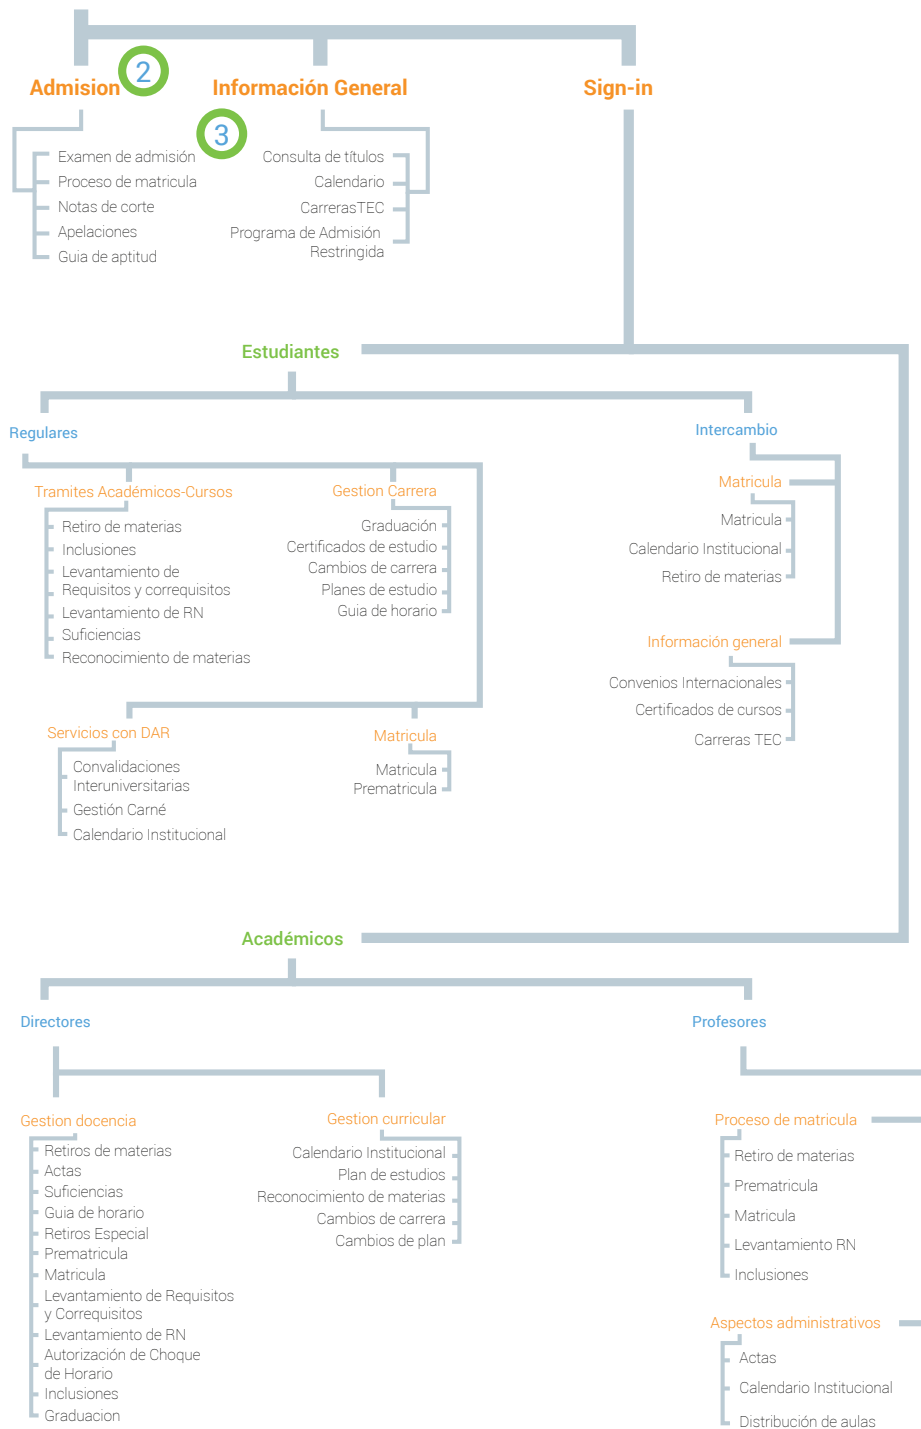 Admision
2
Información General
Sign-in
3
Examen de admisión
Proceso de matricula
Notas de corte
Apelaciones
Guia de aptitud
Consulta de títulos
Calendario
CarrerasTEC
Programa de Admisión
Restringida
Estudiantes
Regulares
Intercambio
Tramites Académicos-Cursos
Retiro de materias
Inclusiones
Levantamiento de
Requisitos y correquisitos
Levantamiento de RN
Suficiencias
Reconocimiento de materias
Gestion Carrera
Graduación
Certificados de estudio
Cambios de carrera
Planes de estudio
Guia de horario
Matricula
Matricula
Calendario Institucional
Retiro de materias
Información general
Convenios Internacionales
Certificados de cursos
Carreras TEC
Servicios con DAR
Convalidaciones
Interuniversitarias
Gestión Carné
Calendario Institucional
Matricula
Matricula
Prematricula
Académicos
Directores
Profesores
Gestion docencia
Retiros de materias
Actas
Suficiencias
Guia de horario
Retiros Especial
Prematricula
Matricula
Levantamiento de Requisitos
y Correquisitos
Levantamiento de RN
Autorización de Choque
de Horario
Inclusiones
Graduacion
Gestion curricular
Calendario Institucional
Plan de estudios
Reconocimiento de materias
Cambios de carrera
Cambios de plan
Proceso de matricula
Retiro de materias
Prematricula
Matricula
Levantamiento RN
Inclusiones
Aspectos administrativos
Actas
Calendario Institucional
Distribución de aulas